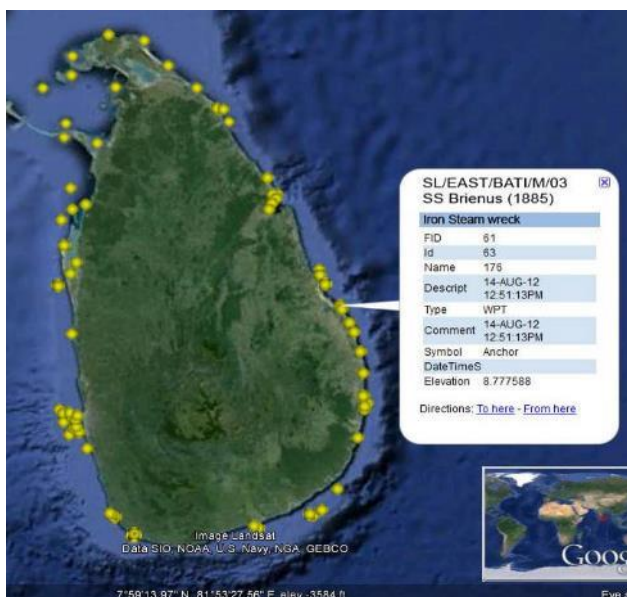 SL/EAST/BATI/M/03
SS Brienus (1885)
Iron Steam wreck
FID 61
Id 63
Name 176
Descript 14-AUG-12
12:51:13PM
Type WPT
Comment 14-AUG-12
12:51:13PM
Symbol Anchor
DateTimeS
Elevation 8.777588
Directions: To here - From here
Image Landsat
Data SIO, NOAA, U.S. Navy, NGA, GEBCO
Goog
7°59'13.97" N 81°53'27.56" E elev -3584 ft
Eye